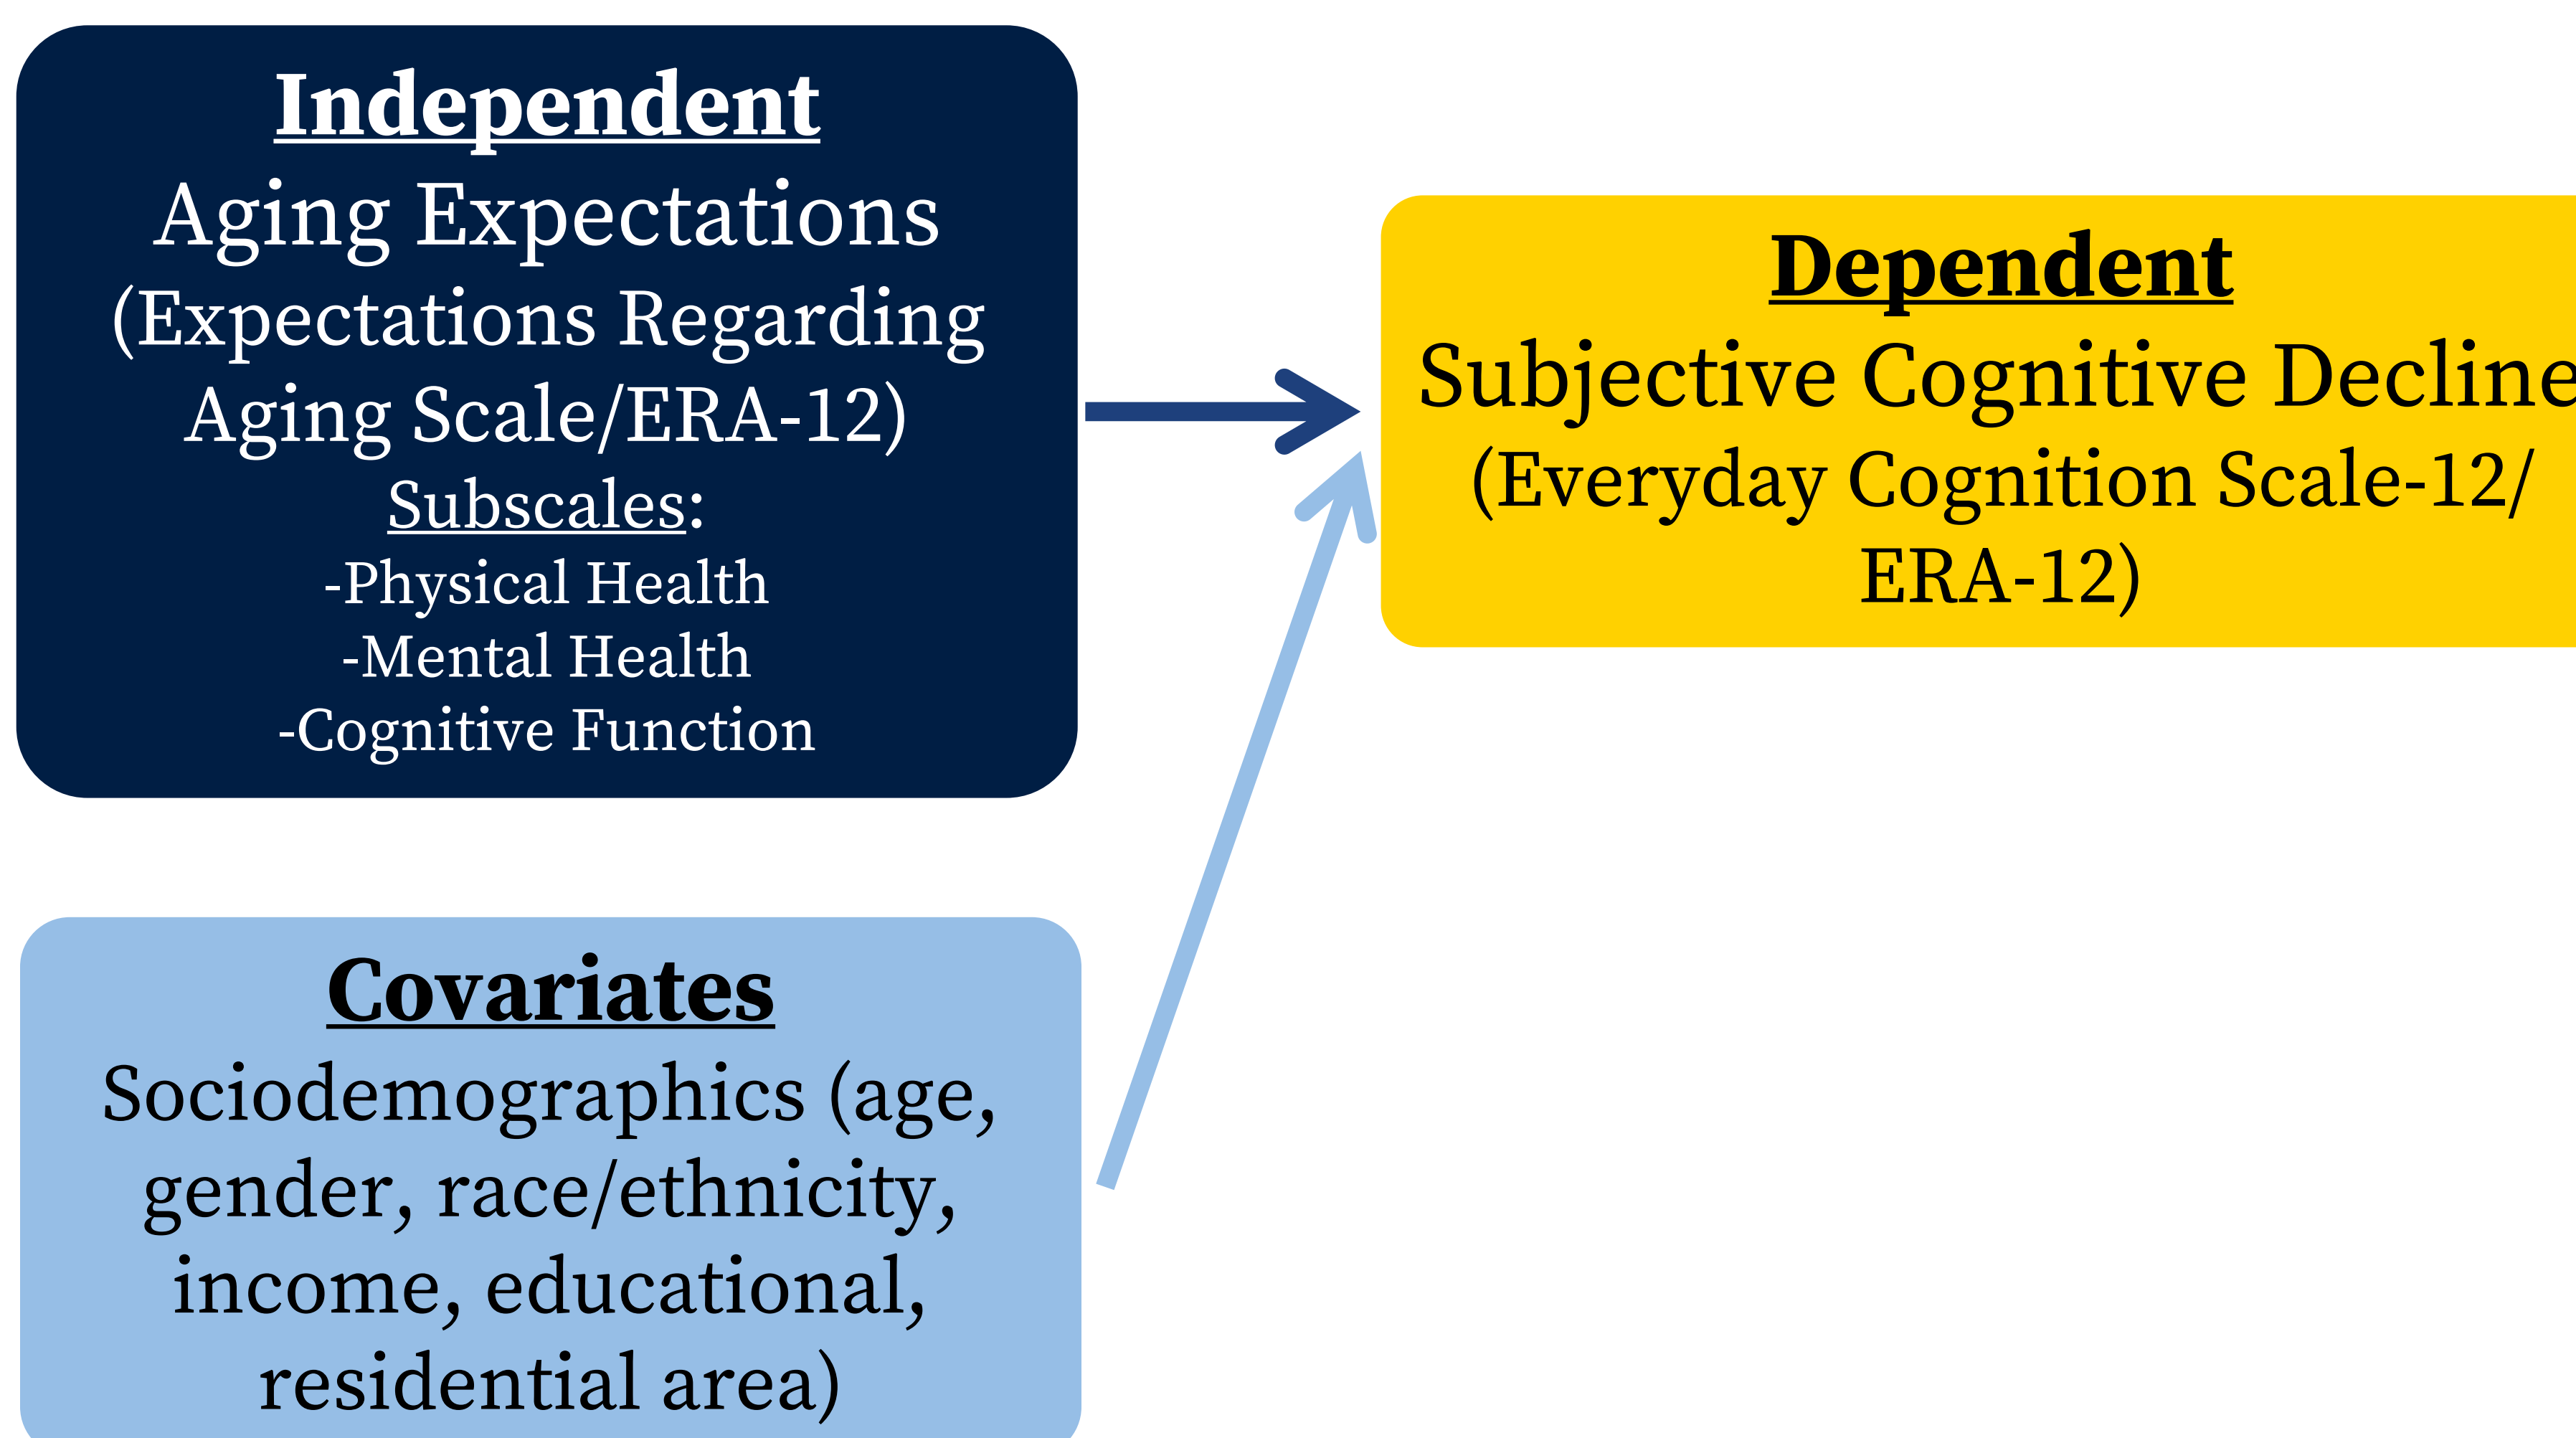 Independent
Aging Expectations
(Expectations Regarding
Aging Scale/ERA-12)
Subscales:
-Physical Health
-Mental Health
-Cognitive Function
Dependent
Subjective Cognitive Decline
(Everyday Cognition Scale-12/
ERA-12)
Covariates
Sociodemographics (age,
gender, race/ethnicity,
income, educational,
residential area)